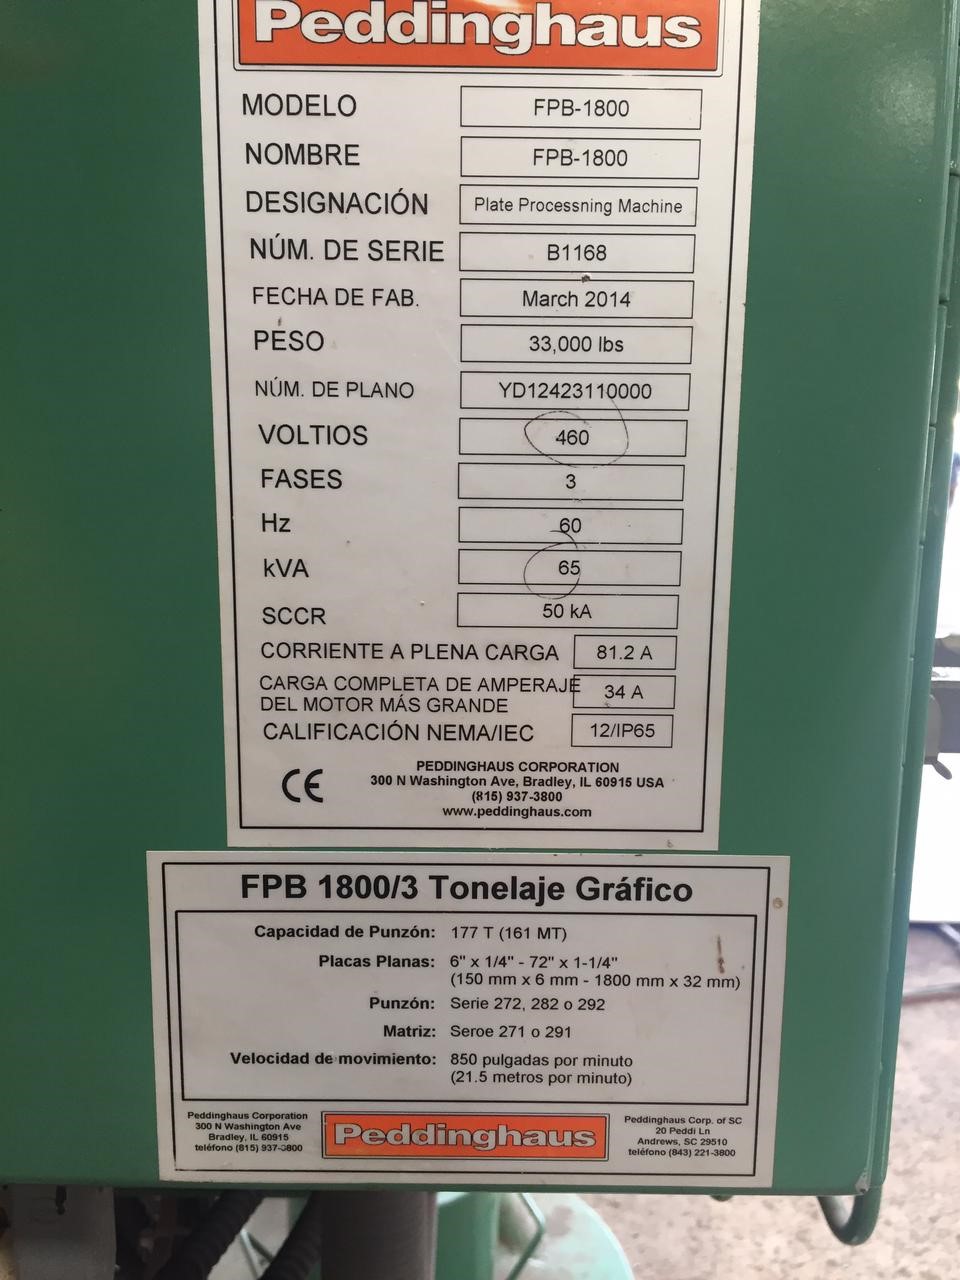 Peddinghaus
MODELO FPB-1800
NOMBRE FPB-1800
DESIGNACIÓN Plate Processning Machine
NÚM. DE SERIE B1168
FECHA DE FAB. March 2014
PESO 33,000 lbs
NÚM. DE PLANO YD12423110000
VOLTIOS 460
FASES 3
Hz 60
kVA 65
SCCR 50 kA
CORRIENTE A PLENA CARGA 81.2 A
CARGA COMPLETA DE AMPERAJE
DEL MOTOR MÁS GRANDE 34 A
CALIFICACIÓN NEMA/IEC 12/IP65
CE
PEDDINGHAUS CORPORATION
300 N Washington Ave, Bradley, IL 60915 USA
(815) 937-3800
www.peddinghaus.com
FPB 1800/3 Tonelaje Gráfico
Capacidad de Punzón: 177 T (161 MT)
Placas Planas: 6" x 1/4" - 72" x 1-1/4"
(150 mm x 6 mm - 1800 mm x 32 mm)
Punzón: Serie 272, 282 o 292
Matriz: Seroe 271 o 291
Velocidad de movimiento: 850 pulgadas por minuto
(21.5 metros por minuto)
Peddinghaus Corporation
300 N Washington Ave
Bradley, IL 60915
teléfono (815) 937-3800
Peddinghaus
Peddinghaus Corp. of SC
20 Peddi Ln
Andrews, SC 29510
teléfono (843) 221-3800